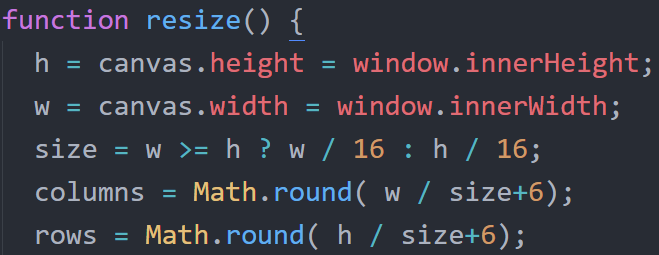 function resize() {
h = canvas.height = window.innerHeight;
w = canvas.width = window.innerWidth;
size = w >= h ? w / 16 : h / 16;
columns = Math.round( w / size+6);
rows = Math.round( h / size+6);